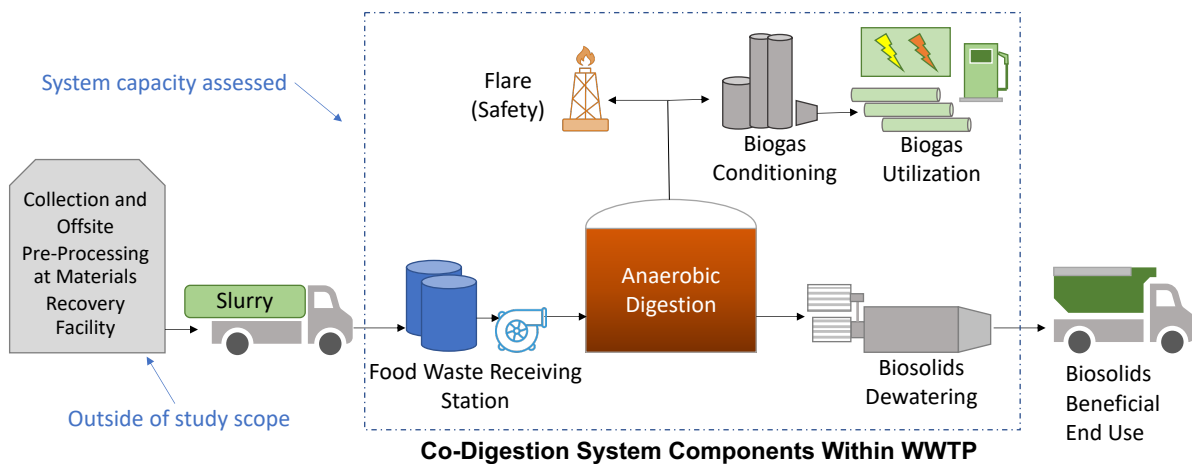 System capacity assessed
Flare
(Safety)
Biogas
Conditioning
Biogas
Utilization
Collection and
Offsite
Pre-Processing
at Materials
Recovery
Facility
Slurry
Anaerobic
Digestion
Food Waste Receiving
Station
Biosolids
Dewatering
Biosolids
Beneficial
End Use
Outside of study scope
Co-Digestion System Components Within WWTP